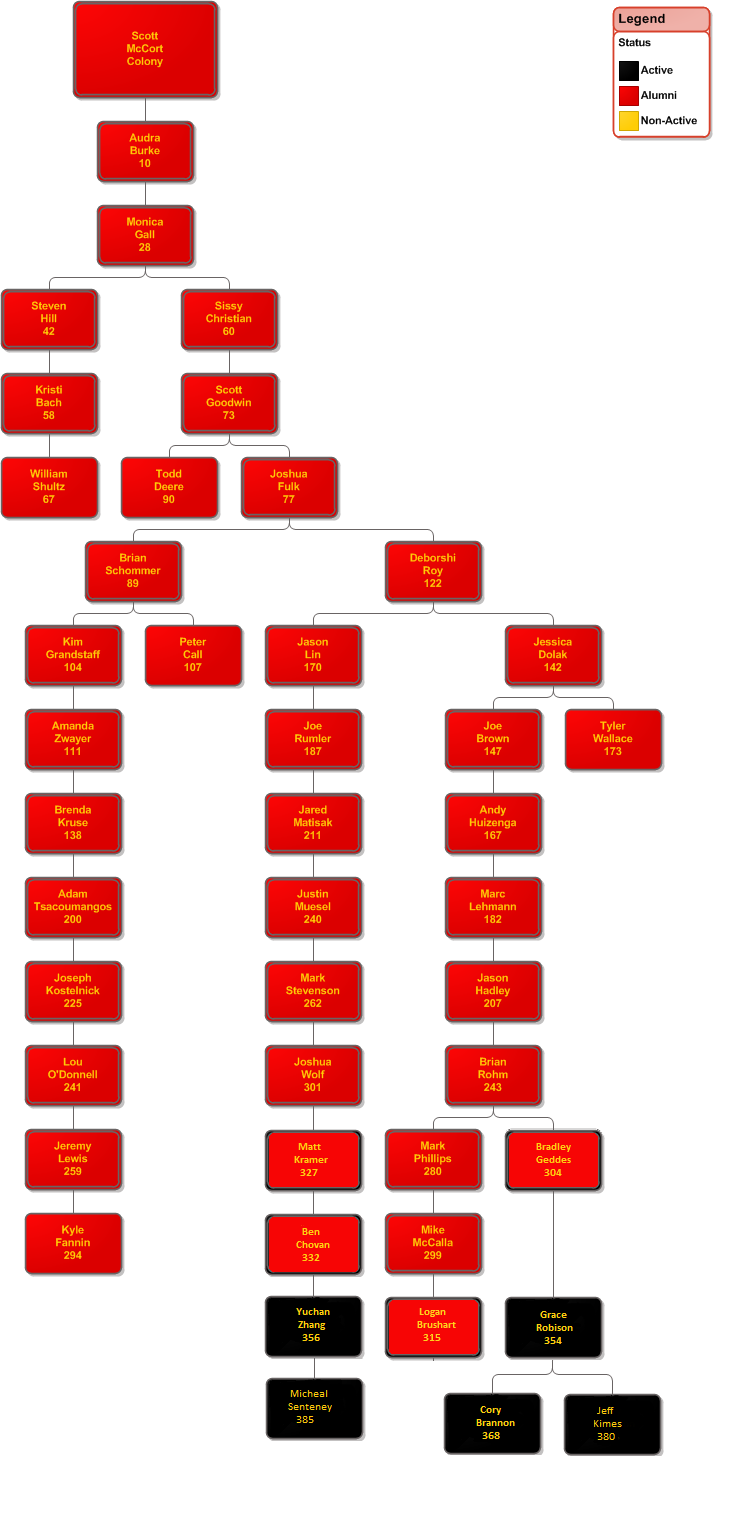 Scott
McCort
Colony
Legend
Status
Active
Alumni
Non-Active
Audra
Burke
10
Monica
Gall
28
Steven
Hill
42
Sissy
Christian
60
Kristi
Bach
58
Scott
Goodwin
73
William
Shultz
67
Todd
Deere
90
Joshua
Fulk
77
Brian
Schommer
89
Deborshi
Roy
122
Kim
Grandstaff
104
Peter
Call
107
Jason
Lin
170
Jessica
Dolak
142
Amanda
Zwayer
111
Joe
Rumler
187
Joe
Brown
147
Tyler
Wallace
173
Brenda
Kruse
138
Jared
Matisak
211
Andy
Huizenga
167
Adam
Tsacoumangos
200
Justin
Muesel
240
Marc
Lehmann
182
Joseph
Kostelnick
225
Mark
Stevenson
262
Jason
Hadley
207
Lou
O'Donnell
241
Joshua
Wolf
301
Brian
Rohm
243
Jeremy
Lewis
259
Matt
Kramer
327
Mark
Phillips
280
Bradley
Geddes
304
Kyle
Fannin
294
Ben
Chovan
332
Mike
McCalla
299
Yuchan
Zhang
356
Logan
Brushart
315
Grace
Robison
354
Micheal
Senteney
385
Cory
Brannon
368
Jeff
Kimes
380